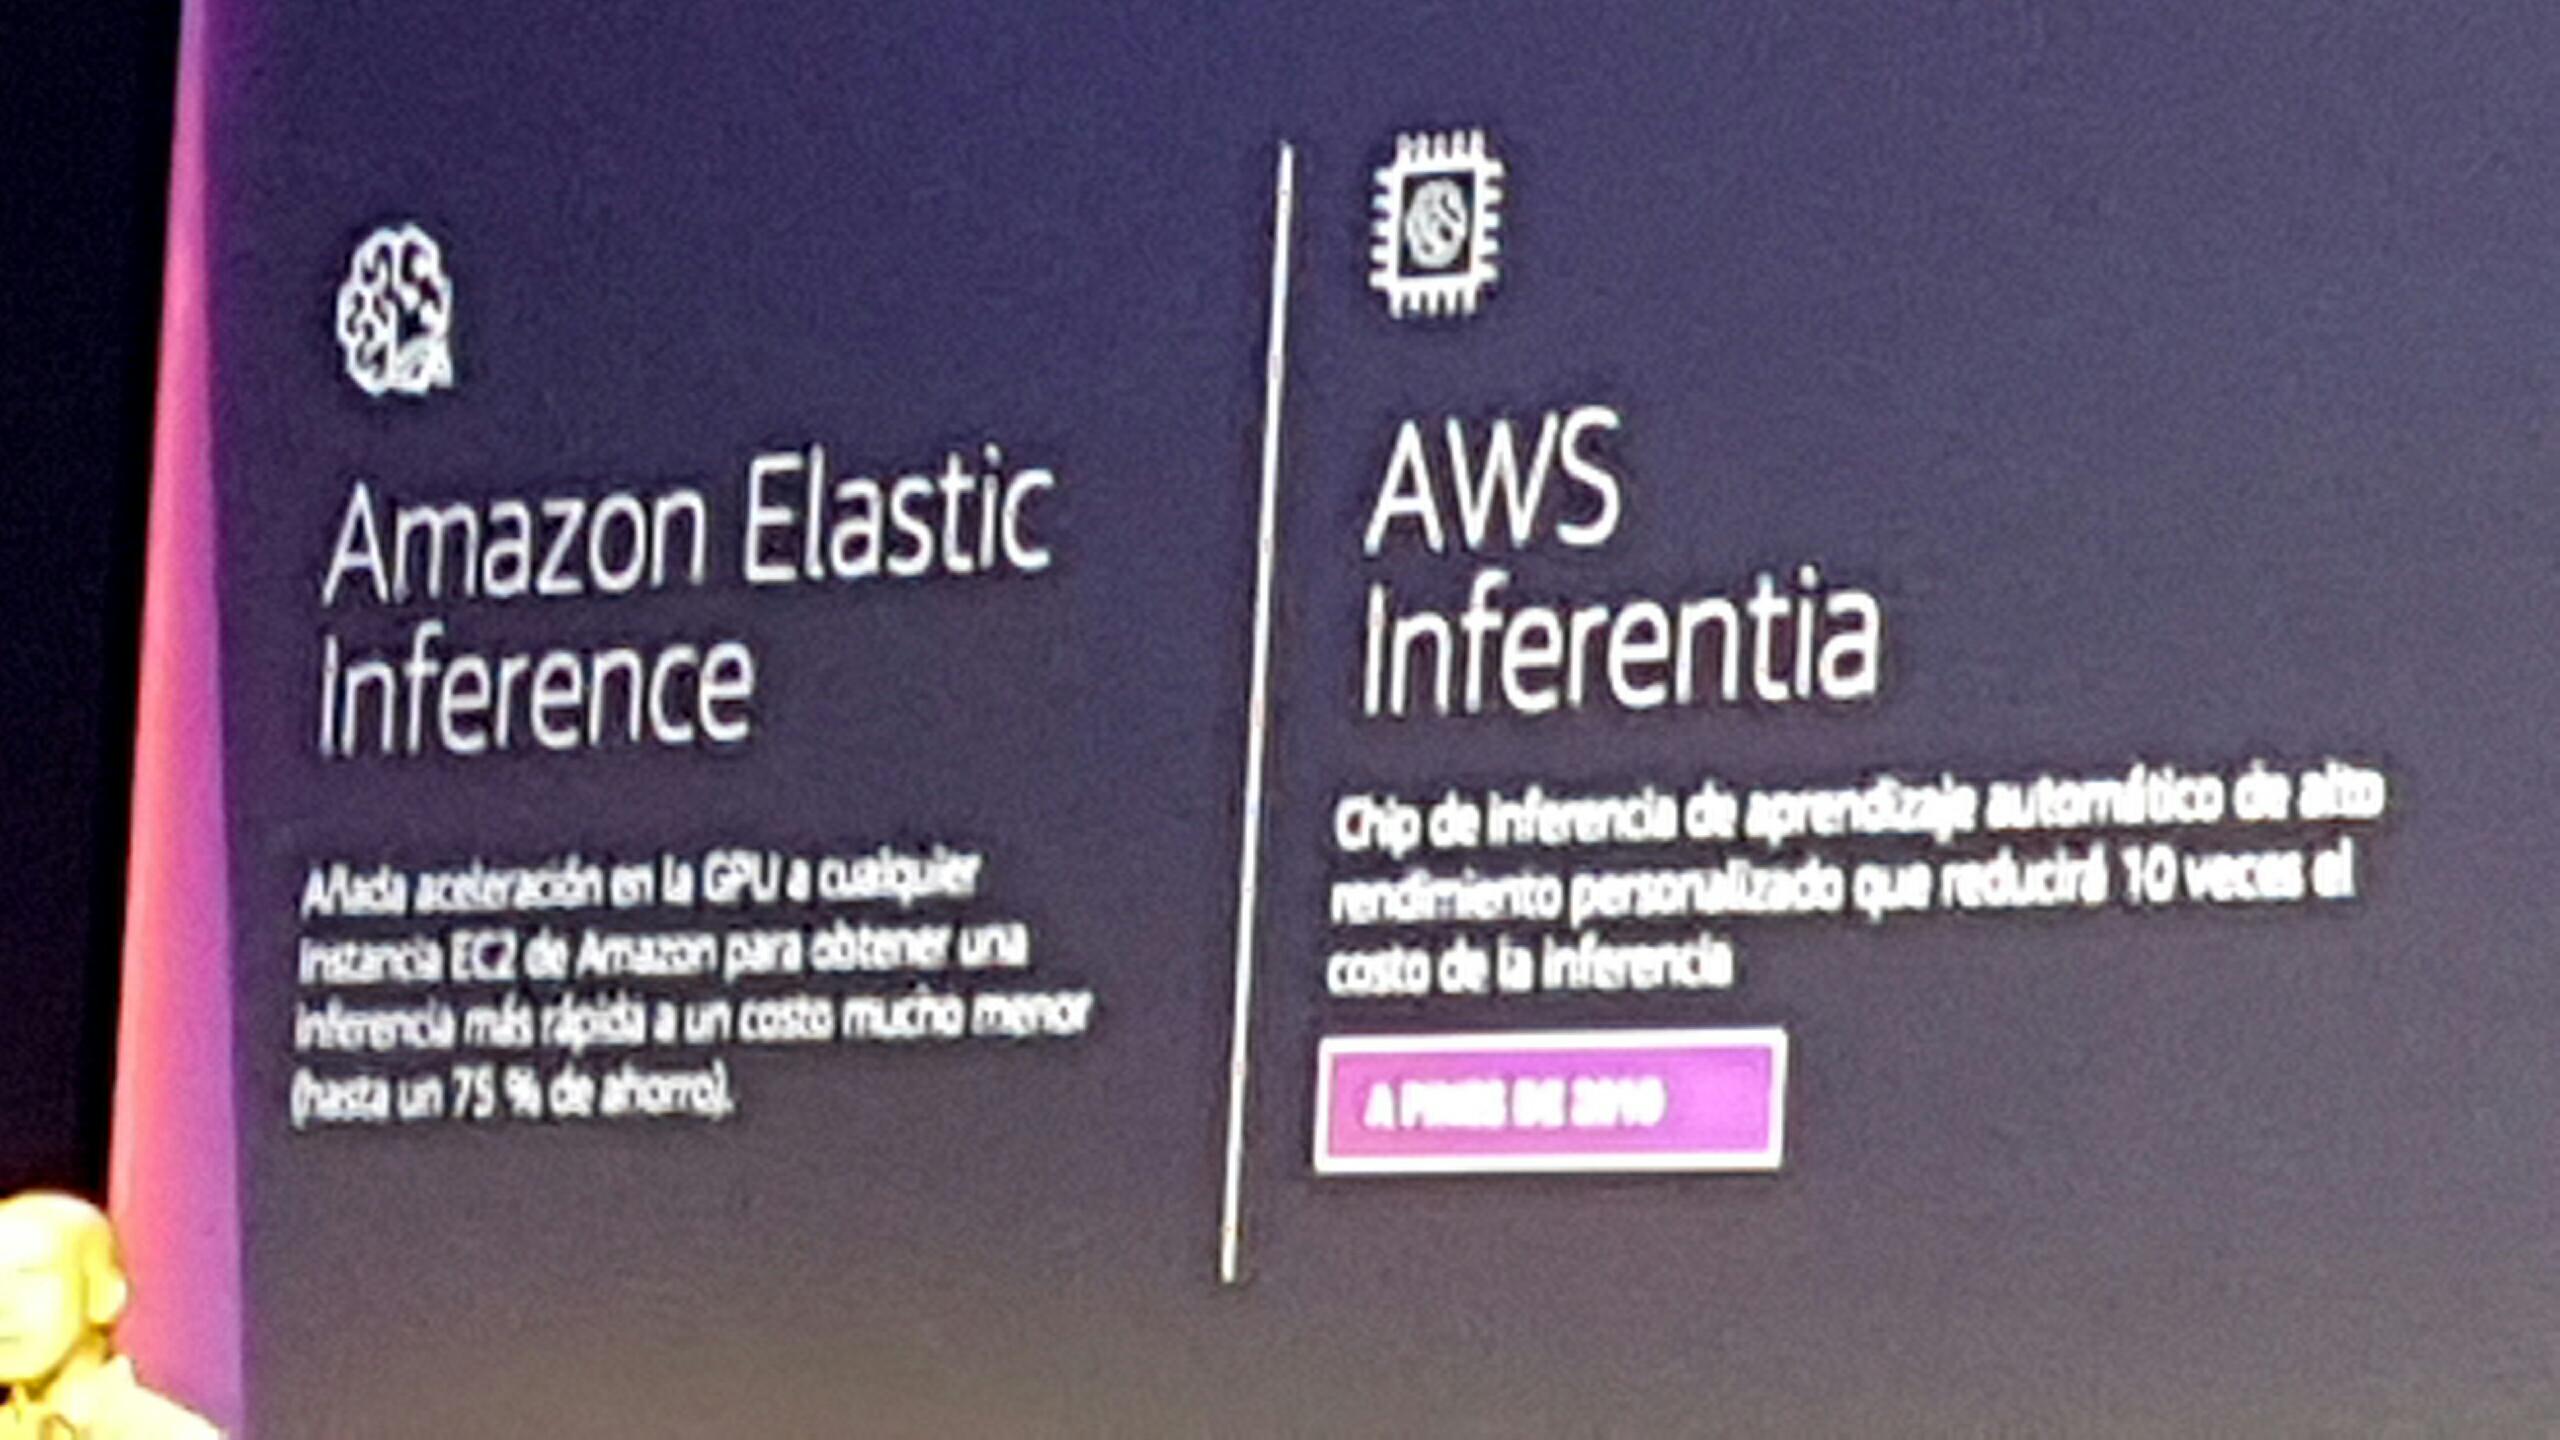 Amazon Elastic
Inference
Añada aceleración en la GPU a cualquier
instancia EC2 de Amazon para obtener una
inferencia más rápida a un costo mucho menor
(hasta un 75 % de ahorro).
AWS
Inferentia
Chip de inferencia de aprendizaje automático de alto
rendimiento personalizado que reducirá 10 veces el
costo de la inferencia
A FINES DE